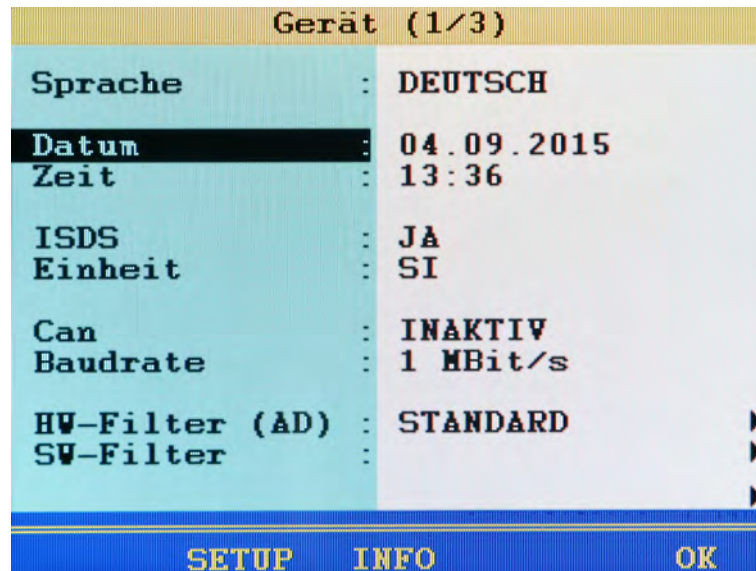 Gerät (1/3)
Sprache : DEUTSCH
Datum : 04.09.2015
Zeit : 13:36
ISDS : JA
Einheit : SI
Can : INAKTIV
Baudrate : 1 MBit/s
HW-Filter (AD) : STANDARD
SW-Filter :
SETUP INFO OK